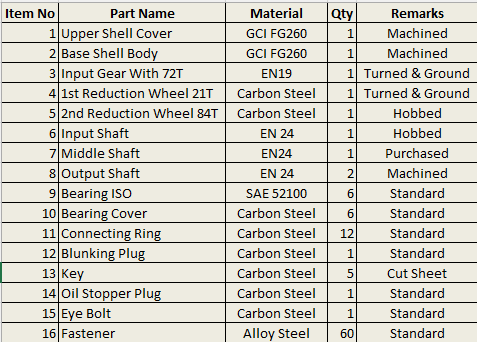 Item No Part Name Material Qty Remarks
1 Upper Shell Cover GCI FG260 1 Machined
2 Base Shell Body GCI FG260 1 Machined
3 Input Gear With 72T EN19 1 Turned & Ground
4 1st Reduction Wheel 21T Carbon Steel 1 Turned & Ground
5 2nd Reduction Wheel 84T Carbon Steel 1 Hobbed
6 Input Shaft EN 24 1 Hobbed
7 Middle Shaft EN24 1 Purchased
8 Output Shaft EN 24 2 Machined
9 Bearing ISO SAE 52100 6 Standard
10 Bearing Cover Carbon Steel 6 Standard
11 Connecting Ring Carbon Steel 12 Standard
12 Blunking Plug Carbon Steel 1 Standard
13 Key Carbon Steel 5 Cut Sheet
14 Oil Stopper Plug Carbon Steel 1 Standard
15 Eye Bolt Carbon Steel 1 Standard
16 Fastener Alloy Steel 60 Standard